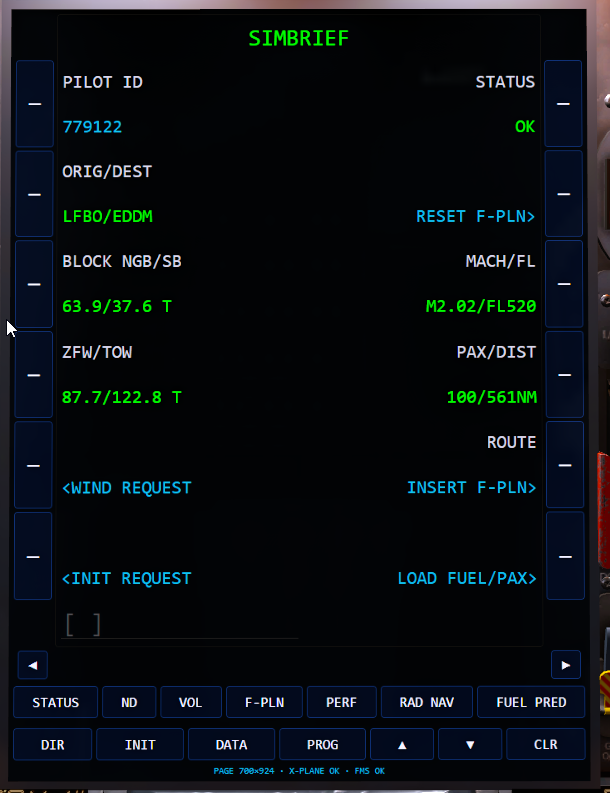 SIMBRIEF
PILOT ID STATUS
779122 OK
ORIG/DEST
LFBO/EDDM RESET F-PLN>
BLOCK NGB/SB MACH/FL
63.9/37.6 T M2.02/FL520
ZFW/TOW PAX/DIST
87.7/122.8 T 100/561NM
ROUTE
<WIND REQUEST INSERT F-PLN>
<INIT REQUEST LOAD FUEL/PAX>
[ ]
◄ ►
STATUS ND VOL F-PLN PERF RAD NAV FUEL PRED
DIR INIT DATA PROG ▲ ▼ CLR
PAGE 700×924 · X-PLANE OK · FMS OK